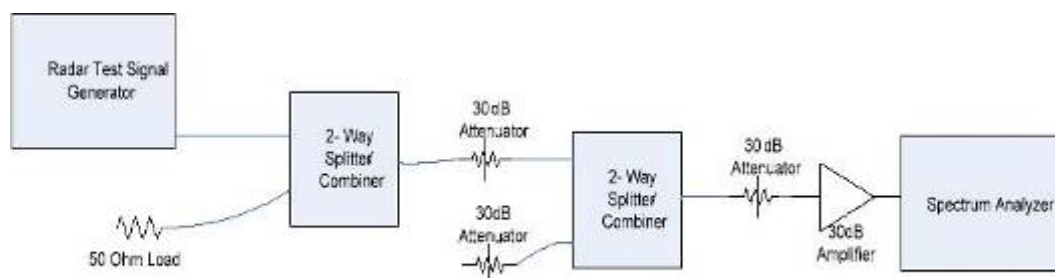 Radar Test Signal
Generator
2- Way
Splitter/
Combiner
50 Ohm Load
30dB
Attenuator
30dB
Attenuator
2- Way
Splitter/
Combiner
30 dB
Attenuator
30dB
Amplifier
Spectrum Analyzer